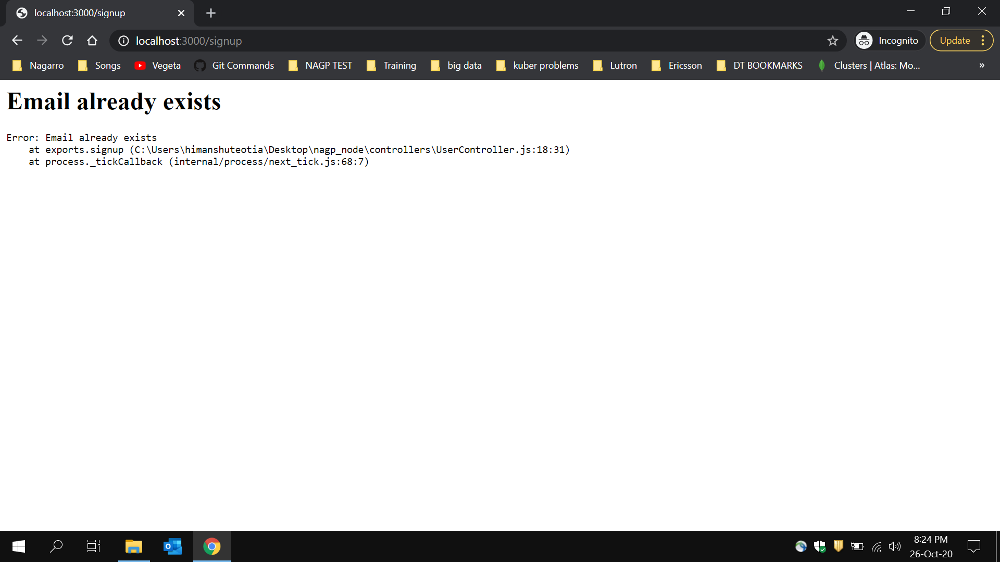 localhost:3000/signup
localhost:3000/signup
Incognito
Update
Nagarro
Songs
Vegeta
Git Commands
NAGP TEST
Training
big data
kuber problems
Lutron
Ericsson
DT BOOKMARKS
Clusters | Atlas: Mo...
»
Email already exists
Error: Email already exists
at exports.signup (C:\Users\himanshuteotia\Desktop\nagp_node\controllers\UserController.js:18:31)
at process._tickCallback (internal/process/next_tick.js:68:7)
8:24 PM
26-Oct-20